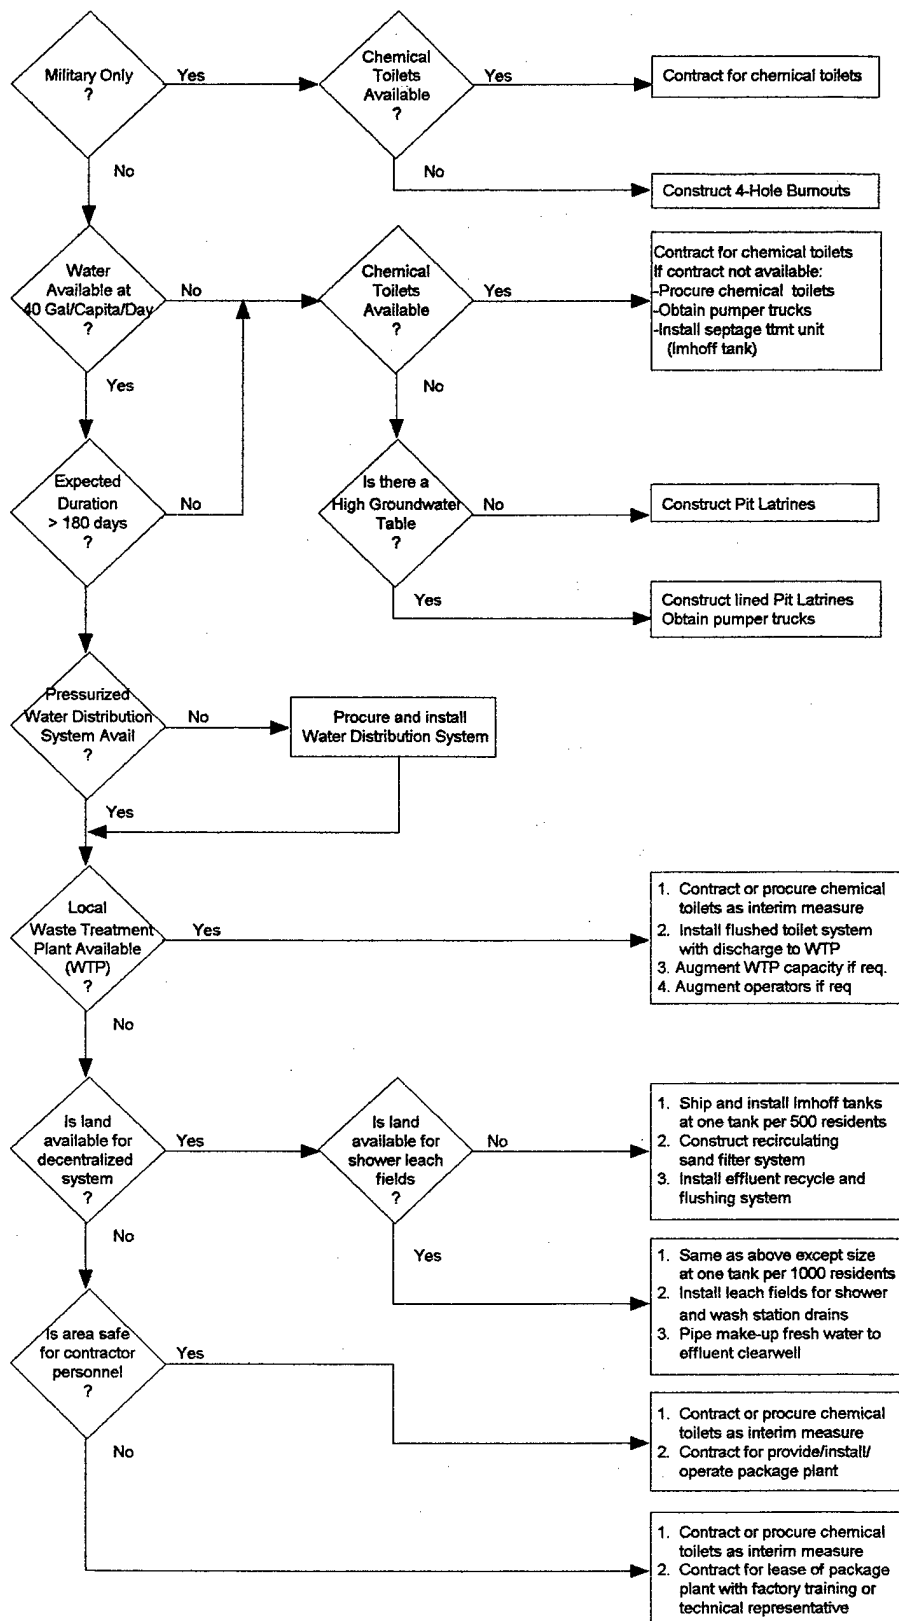 Military Only
?
Yes
Chemical
Toilets
Available
?
Yes
Contract for chemical toilets
No
No
Construct 4-Hole Burnouts
Water
Available at
40 Gal/Capita/Day
?
No
Chemical
Toilets
Available
?
Yes
Contract for chemical toilets
If contract not available:
-Procure chemical toilets
-Obtain pumper trucks
-Install septage ttmt unit
(Imhoff tank)
Yes
No
Expected
Duration
> 180 days
?
No
Is there a
High Groundwater
Table
?
No
Construct Pit Latrines
Yes
Construct lined Pit Latrines
Obtain pumper trucks
Pressurized
Water Distribution
System Avail
?
No
Procure and install
Water Distribution System
Yes
Local
Waste Treatment
Plant Available
(WTP)
?
Yes
1. Contract or procure chemical
toilets as interim measure
2. Install flushed toilet system
with discharge to WTP
3. Augment WTP capacity if req.
4. Augment operators if req
No
Is land
available for
decentralized
system
?
Yes
Is land
available for
shower leach
fields
?
No
1. Ship and install Imhoff tanks
at one tank per 500 residents
2. Construct recirculating
sand filter system
3. Install effluent recycle and
flushing system
No
Yes
1. Same as above except size
at one tank per 1000 residents
2. Install leach fields for shower
and wash station drains
3. Pipe make-up fresh water to
effluent clearwell
Is area safe
for contractor
personnel
?
Yes
1. Contract or procure chemical
toilets as interim measure
2. Contract for provide/install/
operate package plant
No
1. Contract or procure chemical
toilets as interim measure
2. Contract for lease of package
plant with factory training or
technical representative